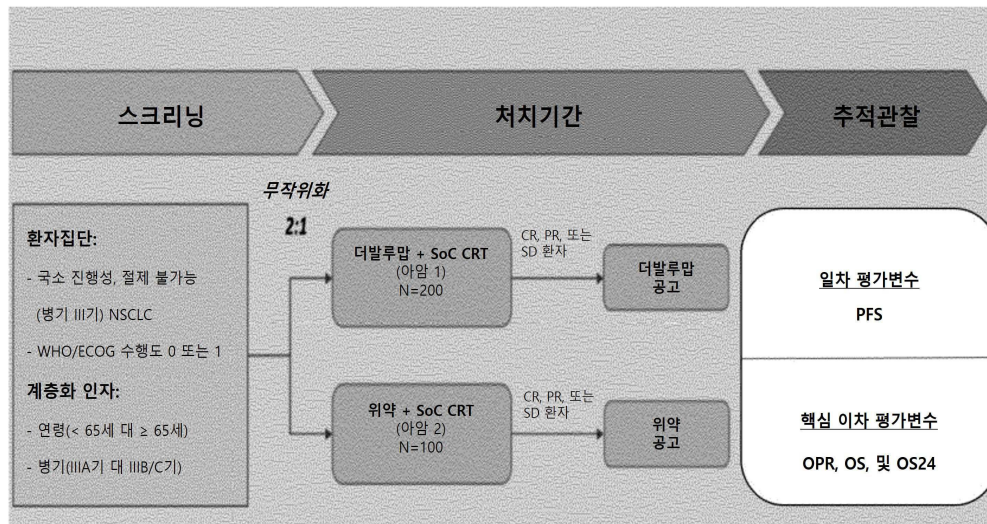 스크리닝
처치기간
추적관찰
무작위화
2:1
환자집단:
- 국소 진행성, 절제 불가능
(병기 III기) NSCLC
- WHO/ECOG 수행도 0 또는 1
계층화 인자:
- 연령(< 65세 대 ≥ 65세)
- 병기(IIIA기 대 IIIB/C기)
더발루맙 + SoC CRT
(아암 1)
N=200
CR, PR, 또는
SD 환자
더발루맙
공고
위약 + SoC CRT
(아암 2)
N=100
CR, PR, 또는
SD 환자
위약
공고
일차 평가변수
PFS
핵심 이차 평가변수
OPR, OS, 및 OS24